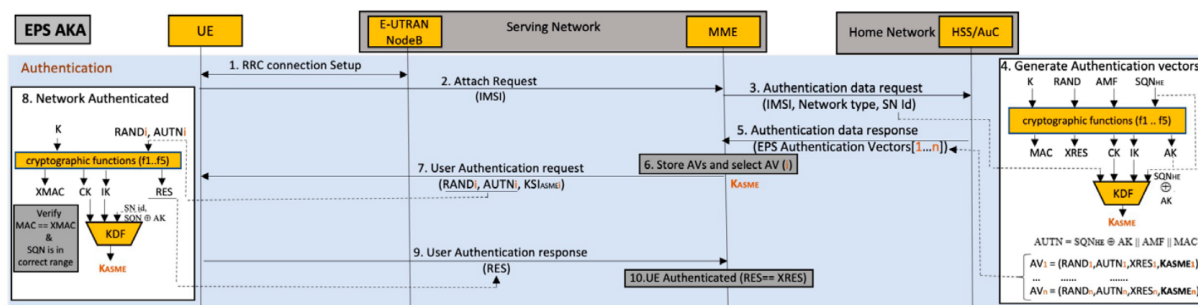 EPS AKA
UE
E-UTRAN
NodeB
Serving Network
MME
Home Network
HSS/AuC
Authentication
1. RRC connection Setup
2. Attach Request
(IMSI)
3. Authentication data request
(IMSI, Network type, SN Id)
4. Generate Authentication vectors
K RAND AMF SQNHE
cryptographic functions (f1 .. f5)
MAC XRES CK IK AK
SQNHE
⊕
AK
KDF
KASME
AUTN = SQNHE ⊕ AK || AMF || MAC
AV1 = (RAND1,AUTN1,XRES1,KASME1)
... ...... ......
AVn = (RANDn,AUTNn,XRESn,KASMEn)
5. Authentication data response
(EPS Authentication Vectors[1...n])
6. Store AVs and select AV (i)
KASME
7. User Authentication request
(RANDi, AUTNi, KSIASMEi)
8. Network Authenticated
K RANDi, AUTNi
cryptographic functions (f1..f5)
XMAC CK IK RES
SN id,
SQN ⊕ AK
Verify
MAC == XMAC
&
SQN is in
correct range
KDF
KASME
9. User Authentication response
(RES)
10.UE Authenticated (RES== XRES)